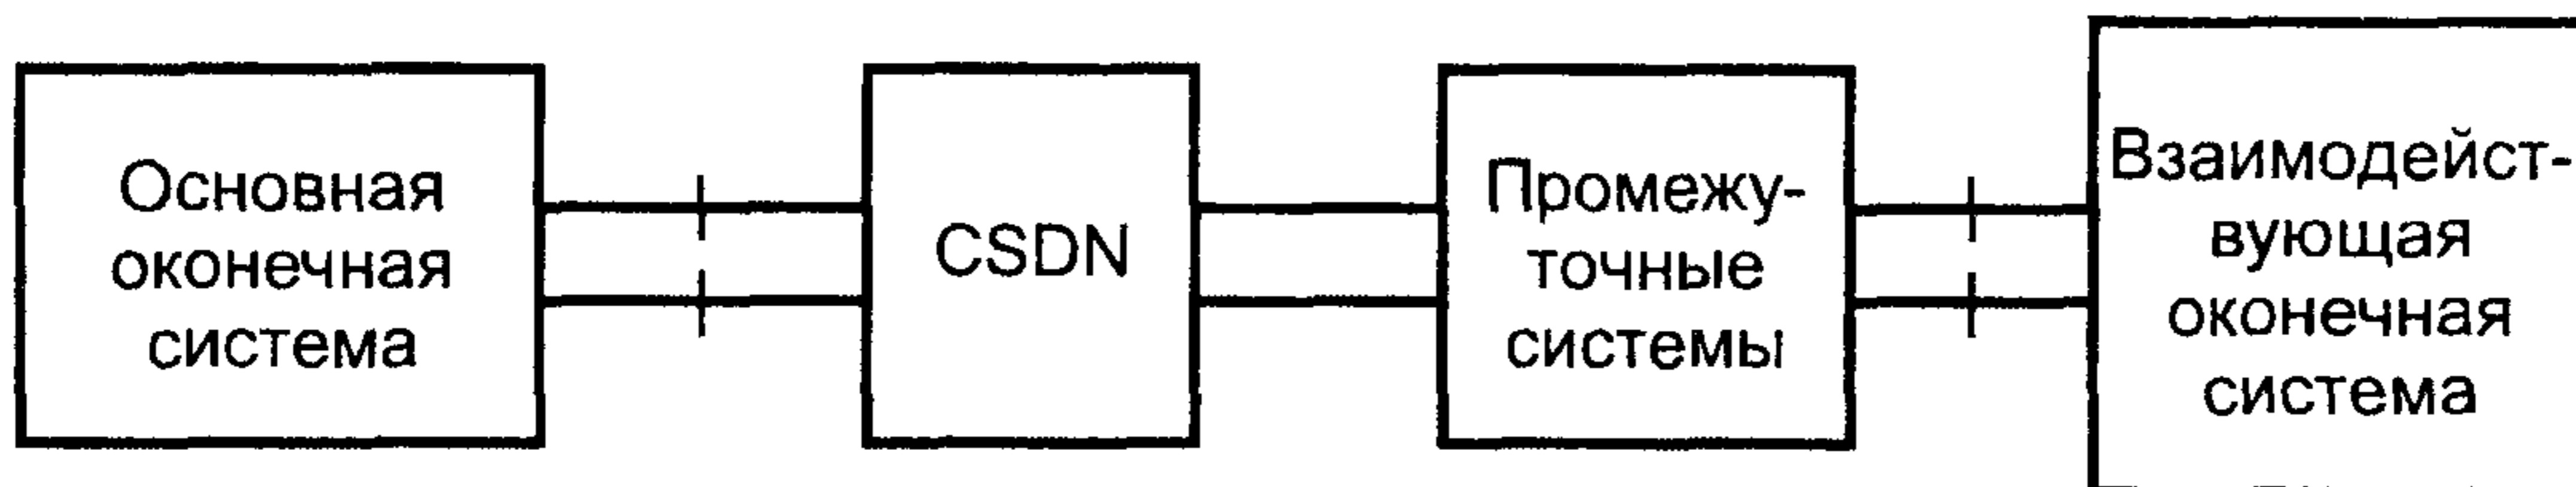 Основная
оконечная
система
CSDN
Промежу-
точные
системы
Взаимодейст-
вующая
оконечная
система